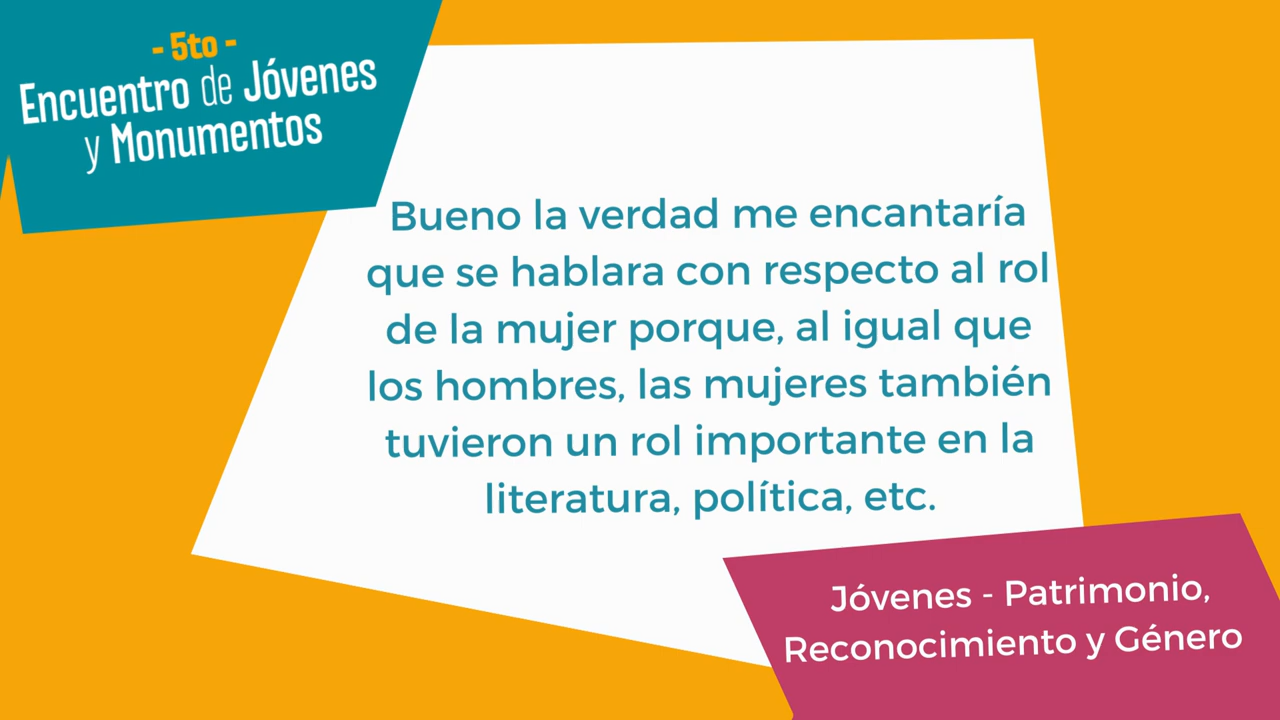 - 5to -
Encuentro de Jóvenes
y Monumentos
Bueno la verdad me encantaría
que se hablara con respecto al rol
de la mujer porque, al igual que
los hombres, las mujeres también
tuvieron un rol importante en la
literatura, política, etc.
Jóvenes - Patrimonio,
Reconocimiento y Género